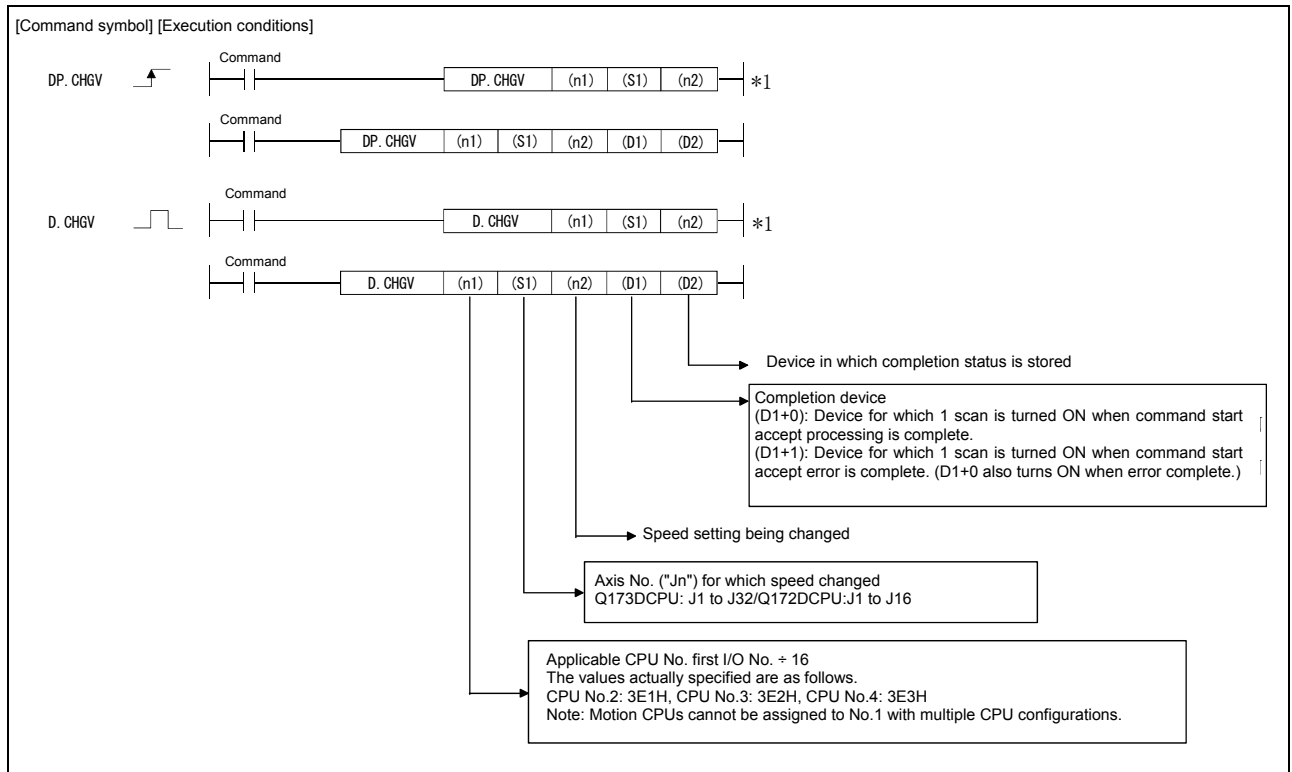 [Command symbol] [Execution conditions]
Command
DP. CHGV DP. CHGV (n1) (S1) (n2) *1
Command
DP. CHGV (n1) (S1) (n2) (D1) (D2)
Command
D. CHGV D. CHGV (n1) (S1) (n2) *1
Command
D. CHGV (n1) (S1) (n2) (D1) (D2)
Device in which completion status is stored
Completion device
(D1+0): Device for which 1 scan is turned ON when command start
accept processing is complete.
(D1+1): Device for which 1 scan is turned ON when command start
accept error is complete. (D1+0 also turns ON when error complete.)
Speed setting being changed
Axis No. ("Jn") for which speed changed
Q173DCPU: J1 to J32/Q172DCPU:J1 to J16
Applicable CPU No. first I/O No. ÷ 16
The values actually specified are as follows.
CPU No.2: 3E1H, CPU No.3: 3E2H, CPU No.4: 3E3H
Note: Motion CPUs cannot be assigned to No.1 with multiple CPU configurations.